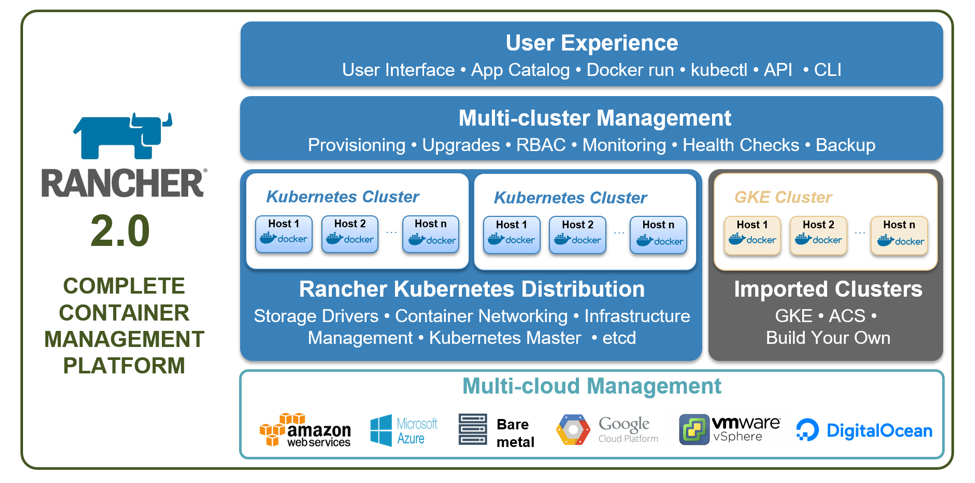 RANCHER®
2.0
COMPLETE
CONTAINER
MANAGEMENT
PLATFORM
User Experience
User Interface • App Catalog • Docker run • kubectl • API • CLI
Multi-cluster Management
Provisioning • Upgrades • RBAC • Monitoring • Health Checks • Backup
Kubernetes Cluster
Host 1
docker
Host 2
docker
...
Host n
docker
Kubernetes Cluster
Host 1
docker
Host 2
docker
...
Host n
docker
Rancher Kubernetes Distribution
Storage Drivers • Container Networking • Infrastructure
Management • Kubernetes Master • etcd
GKE Cluster
Host 1
docker
Host 2
docker
...
Host n
docker
Imported Clusters
GKE • ACS •
Build Your Own
Multi-cloud Management
amazon
web services
Microsoft
Azure
Bare
metal
Google
Cloud Platform
vmware®
vSphere
DigitalOcean